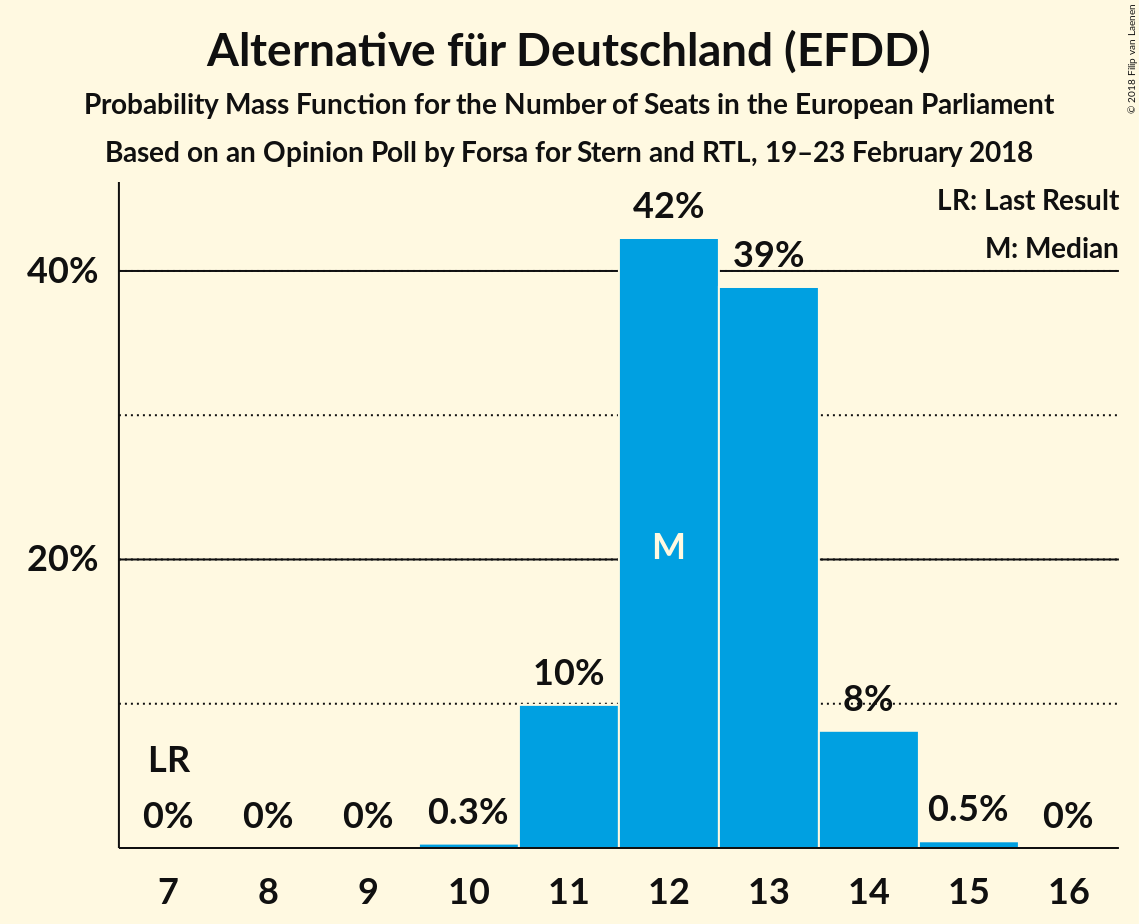 Alternative für Deutschland (EFDD)
Probability Mass Function for the Number of Seats in the European Parliament
Based on an Opinion Poll by Forsa for Stern and RTL, 19–23 February 2018
© 2018 Filip van Laenen
LR: Last Result
M: Median
42%
39%
40%
20%
M
10%
8%
LR
0%
0%
0%
0.3%
0.5%
0%
7
8
9
10
11
12
13
14
15
16